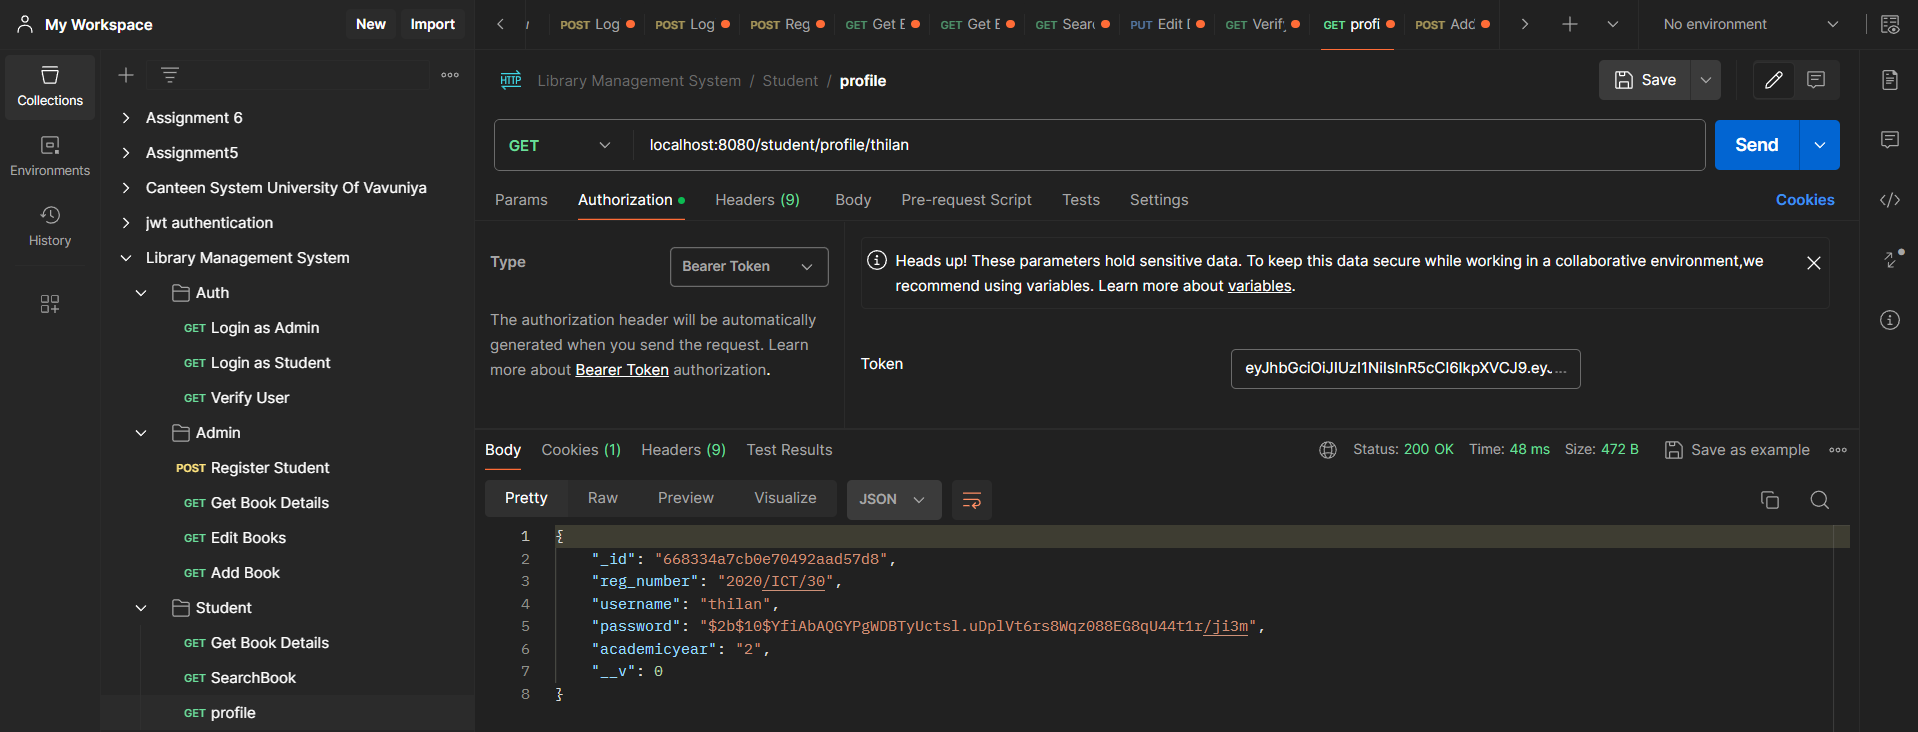 My Workspace
New
Import
POST Log
POST Log
POST Reg
GET Get E
GET Get E
GET Sear
PUT Edit
GET Verif
GET profi
POST Add
No environment
Collections
Environments
History
Assignment 6
Assignment5
Canteen System University Of Vavuniya
jwt authentication
Library Management System
Auth
GET Login as Admin
GET Login as Student
GET Verify User
Admin
POST Register Student
GET Get Book Details
GET Edit Books
GET Add Book
Student
GET Get Book Details
GET SearchBook
GET profile
HTTP Library Management System / Student / profile
Save
GET
localhost:8080/student/profile/thilan
Send
Params
Authorization
Headers (9)
Body
Pre-request Script
Tests
Settings
Cookies
Type
Bearer Token
The authorization header will be automatically
generated when you send the request. Learn
more about Bearer Token authorization.
Heads up! These parameters hold sensitive data. To keep this data secure while working in a collaborative environment,we
recommend using variables. Learn more about variables.
Token
eyJhbGciOiJIUzI1NiIsInR5cCI6IkpXVCJ9.eyJ...
Body
Cookies (1)
Headers (9)
Test Results
Status: 200 OK
Time: 48 ms
Size: 472 B
Save as example
Pretty
Raw
Preview
Visualize
JSON
1 {
2 "_id": "668334a7cb0e70492aad57d8",
3 "reg_number": "2020/ICT/30",
4 "username": "thilan",
5 "password": "$2b$10$YfiAbAQGYPgWDBTyUctsl.uDplVt6rs8Wqz088EG8qU44t1r/ji3m",
6 "academicyear": "2",
7 "__v": 0
8 }